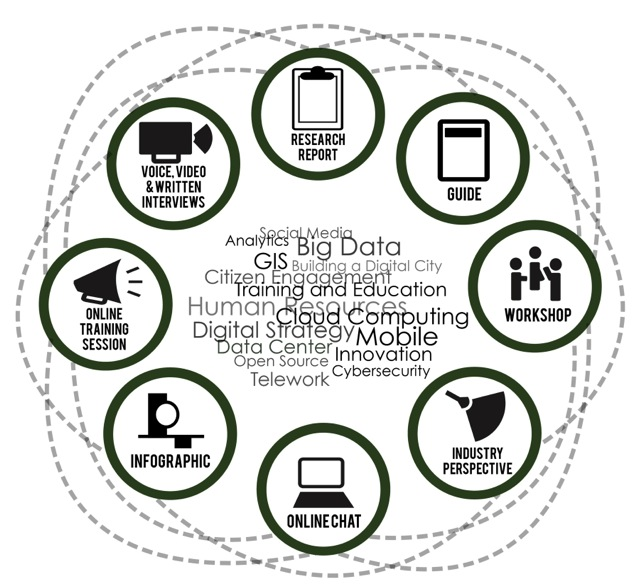 RESEARCH
REPORT
GUIDE
WORKSHOP
INDUSTRY
PERSPECTIVE
ONLINE CHAT
INFOGRAPHIC
ONLINE
TRAINING
SESSION
VOICE, VIDEO
& WRITTEN
INTERVIEWS
Social Media
Analytics Big Data
GIS Building a Digital City
Citizen Engagement
Training and Education
Human Resources
Cloud Computing
Digital Strategy Mobile
Data Center Innovation
Open Source Cybersecurity
Telework